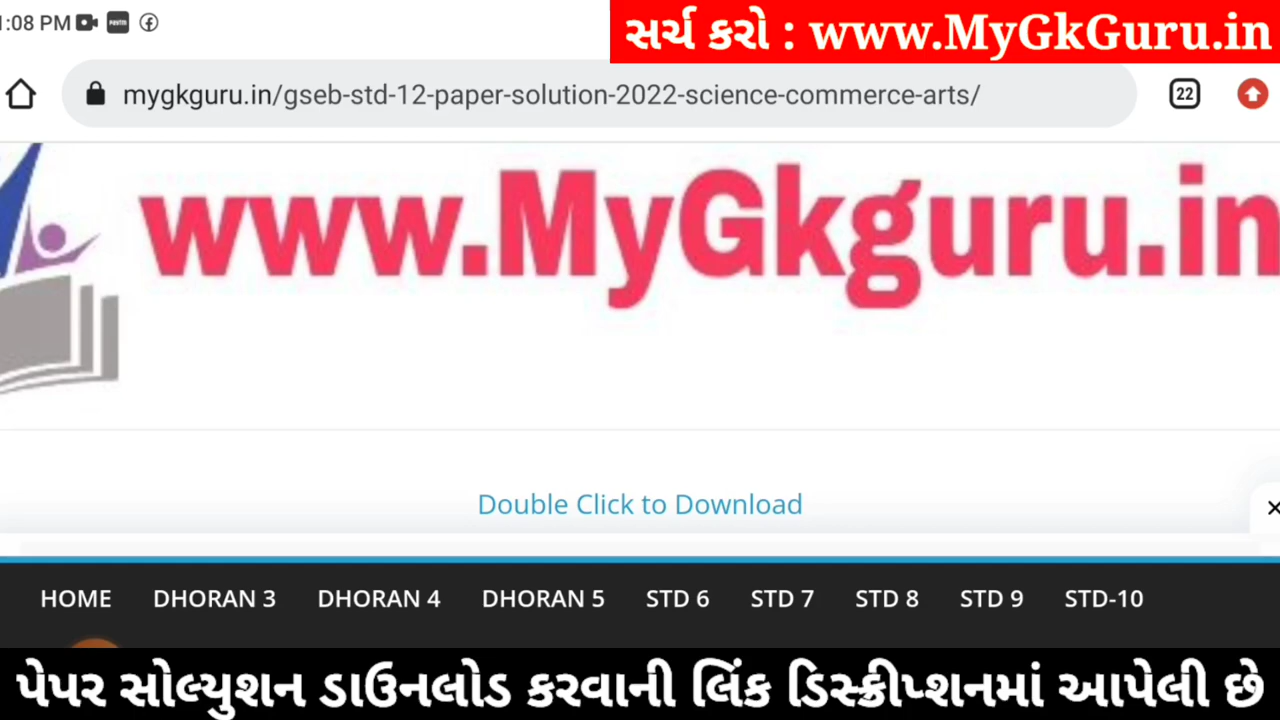 1:08 PM
સર્ચ કરો : www.MyGkGuru.in
mygkguru.in/gseb-std-12-paper-solution-2022-science-commerce-arts/
22
www.MyGkguru.in
Double Click to Download
×
HOME DHORAN 3 DHORAN 4 DHORAN 5 STD 6 STD 7 STD 8 STD 9 STD-10
પેપર સોલ્યુશન ડાઉનલોડ કરવાની લિંક ડિસ્ક્રીપ્શનમાં આપેલી છે